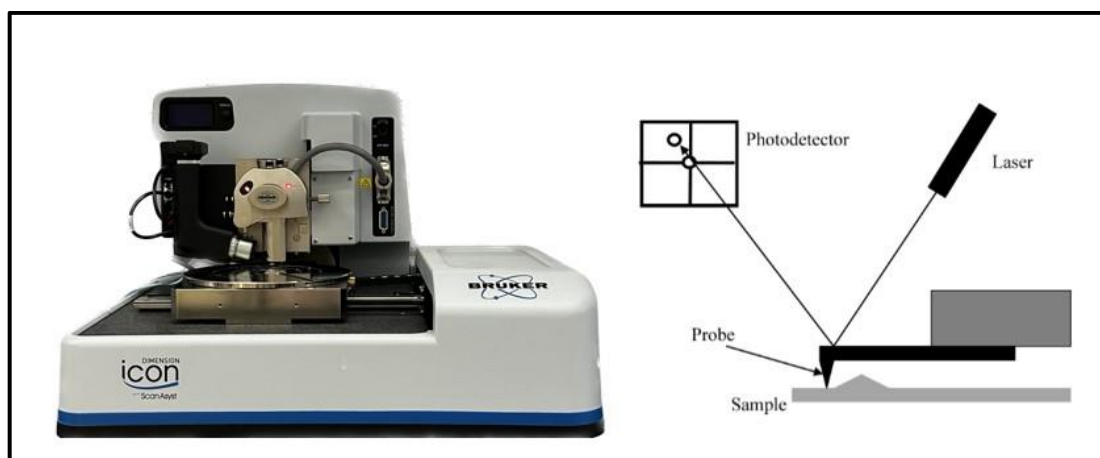 BRUKER
DIMENSION
icon
ScanAsyst
Photodetector
Laser
Probe
Sample